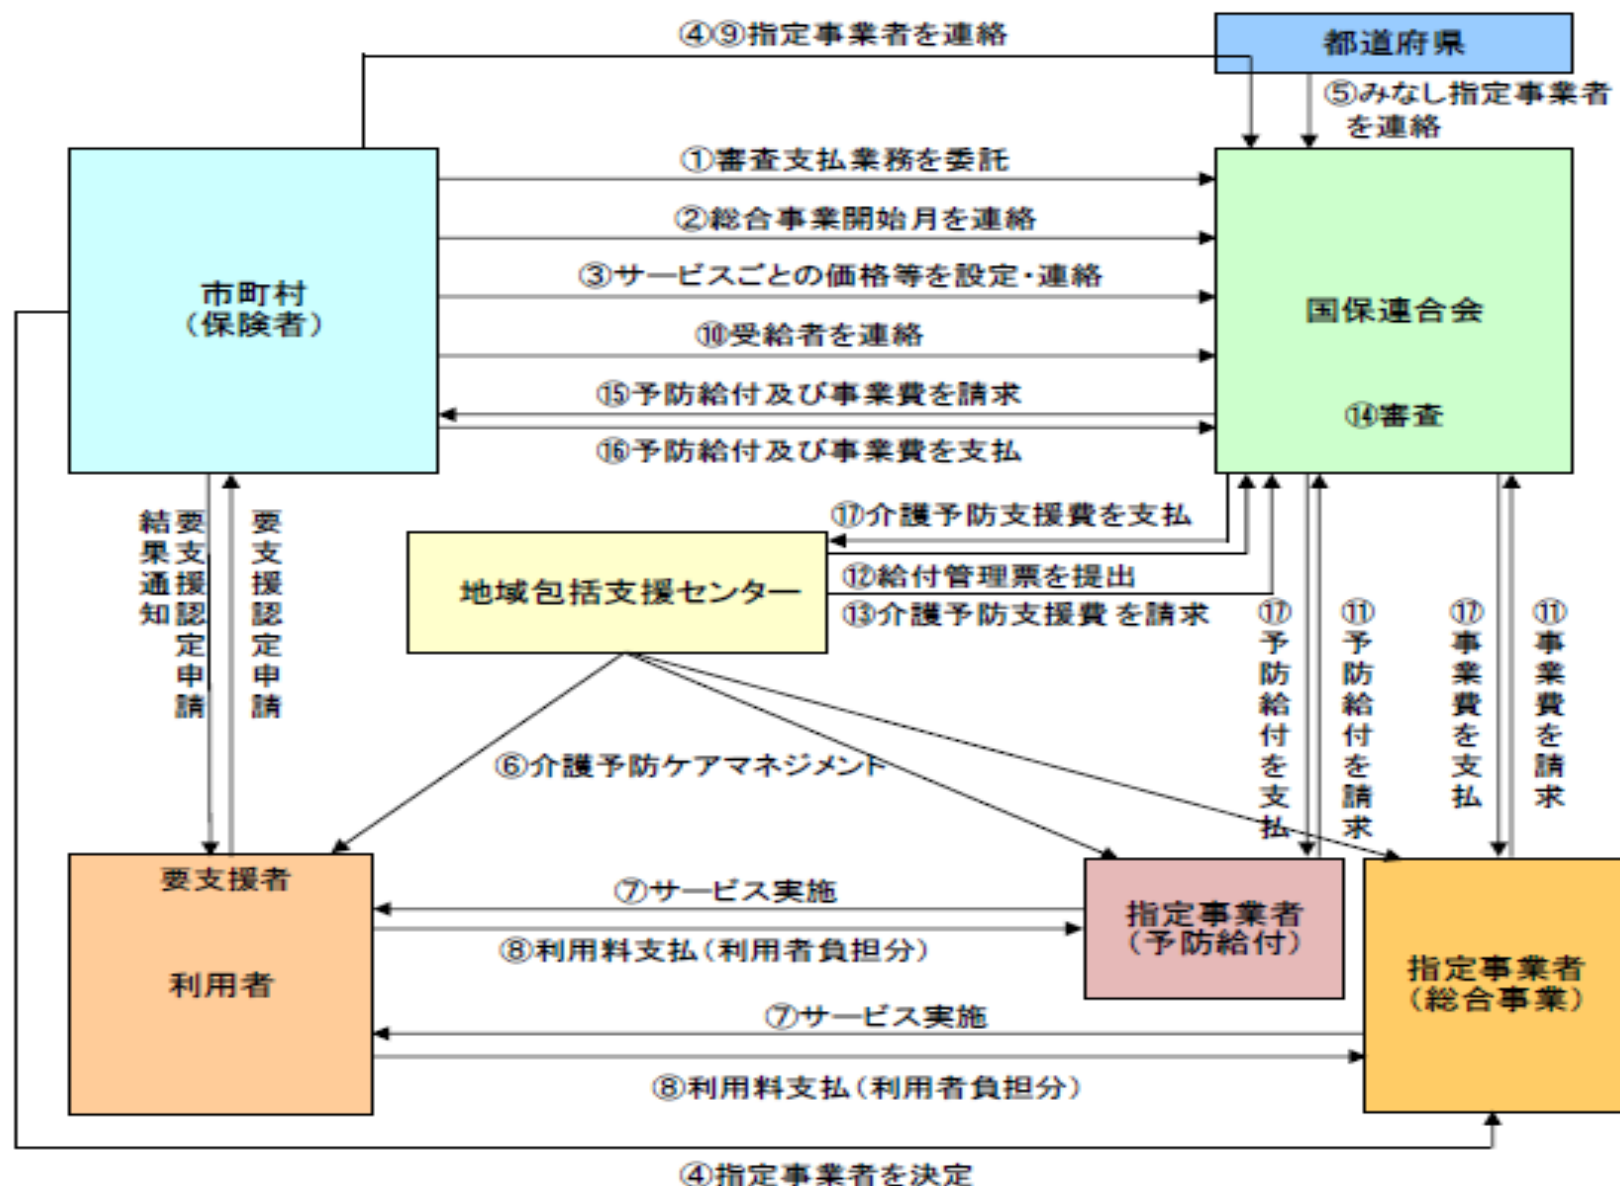 ④⑨指定事業者を連絡
都道府県
⑤みなし指定事業者
を連絡
①審査支払業務を委託
②総合事業開始月を連絡
③サービスごとの価格等を設定・連絡
市町村
（保険者）
国保連合会
⑩受給者を連絡
⑮予防給付及び事業費を請求
⑭審査
⑯予防給付及び事業費を支払
要支援認定申請
結果通知
要支援認定申請
⑰介護予防支援費を支払
地域包括支援センター
⑫給付管理票を提出
⑬介護予防支援費を請求
⑰予防給付を支払
⑪予防給付を請求
⑰事業費を支払
⑪事業費を請求
⑥介護予防ケアマネジメント
要支援者
利用者
⑦サービス実施
⑧利用料支払（利用者負担分）
指定事業者
（予防給付）
指定事業者
（総合事業）
⑦サービス実施
⑧利用料支払（利用者負担分）
④指定事業者を決定